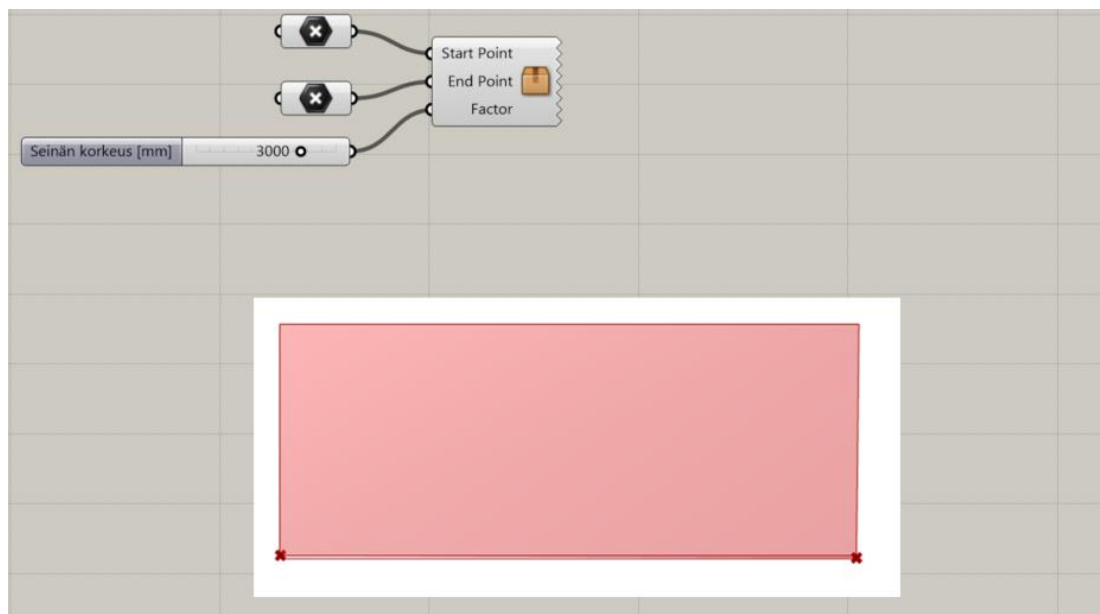 Start Point
End Point
Factor
Seinän korkeus [mm] 3000